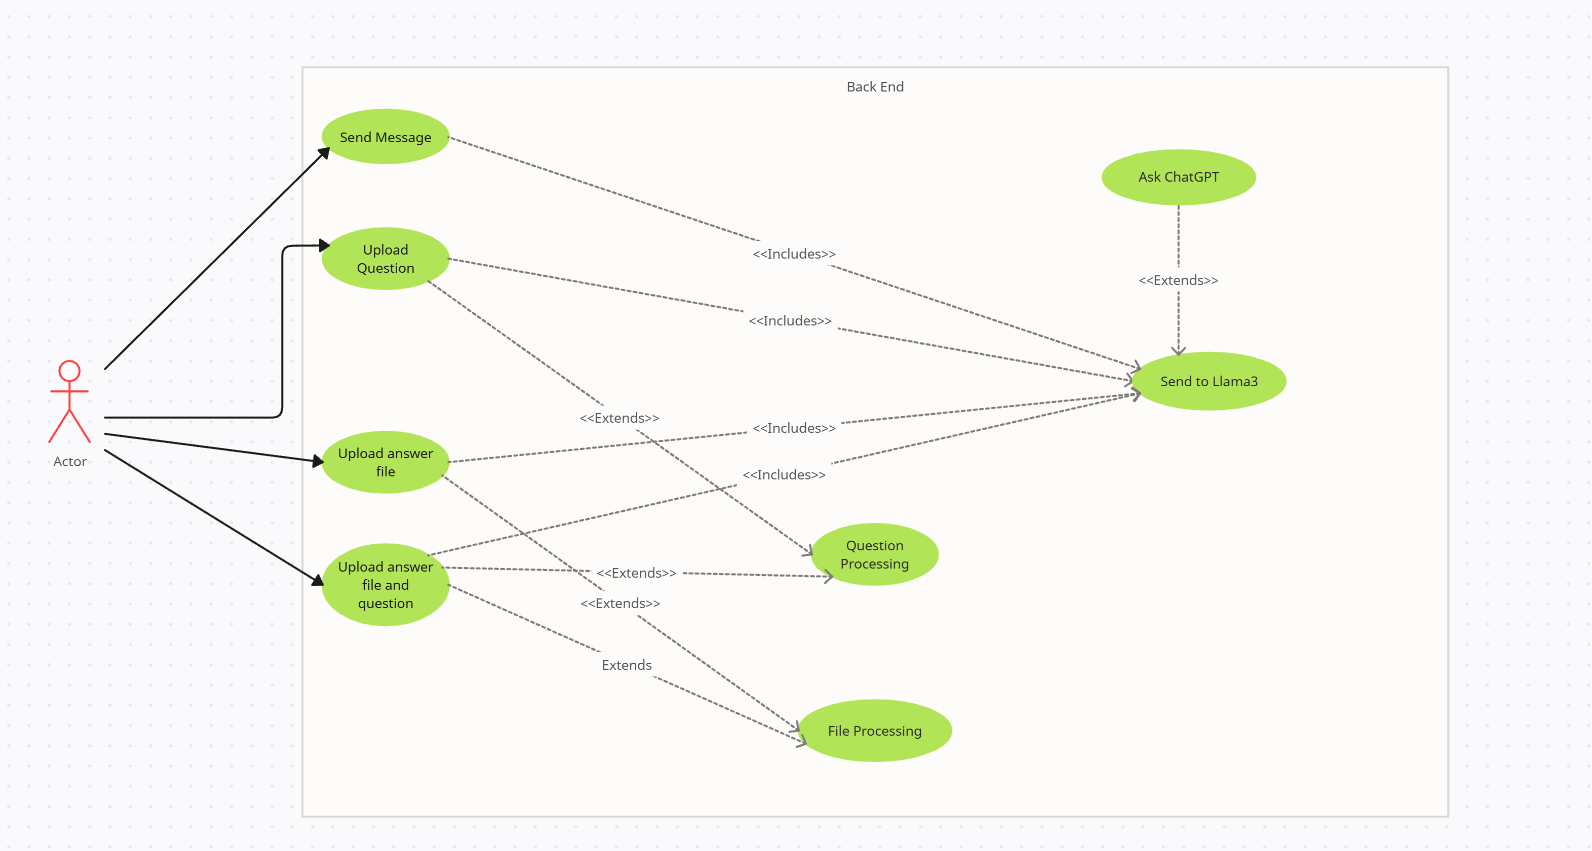 Back End
Send Message
Ask ChatGPT
Upload
Question
<<Includes>>
<<Extends>>
<<Includes>>
Send to Llama3
<<Extends>>
<<Includes>>
Actor
Upload answer
file
<<Includes>>
Question
Processing
Upload answer
file and
question
<<Extends>>
<<Extends>>
Extends
File Processing